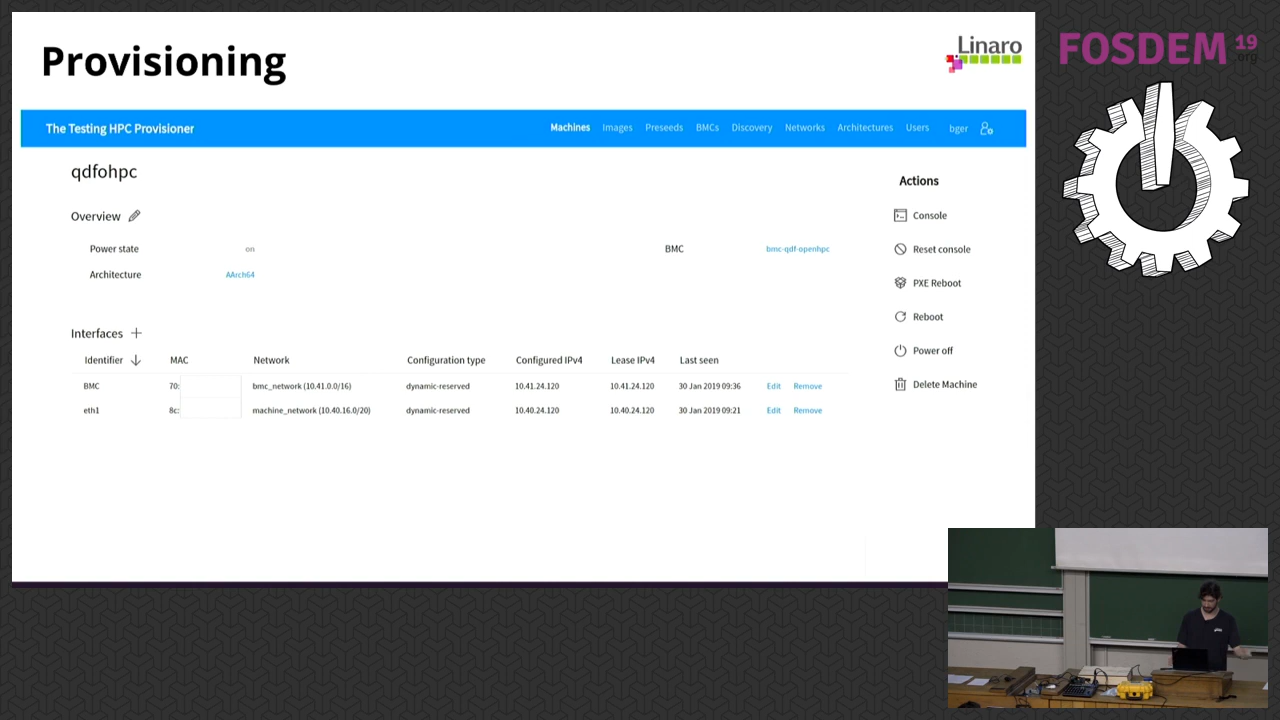 Provisioning
Linaro
FOSDEM 19 .org
The Testing HPC Provisioner Machines Images Preseeds BMCs Discovery Networks Architectures Users bger
qdfohpc
Actions
Overview
Console
Power state on BMC bmc-qdf-openhpc
Reset console
Architecture AArch64
PXE Reboot
Reboot
Interfaces
Power off
Identifier MAC Network Configuration type Configured IPv4 Lease IPv4 Last seen
Delete Machine
BMC 70: bmc_network (10.41.0.0/16) dynamic-reserved 10.41.24.120 10.41.24.120 30 Jan 2019 09:36 Edit Remove
eth1 8c: machine_network (10.40.16.0/20) dynamic-reserved 10.40.24.120 10.40.24.120 30 Jan 2019 09:21 Edit Remove